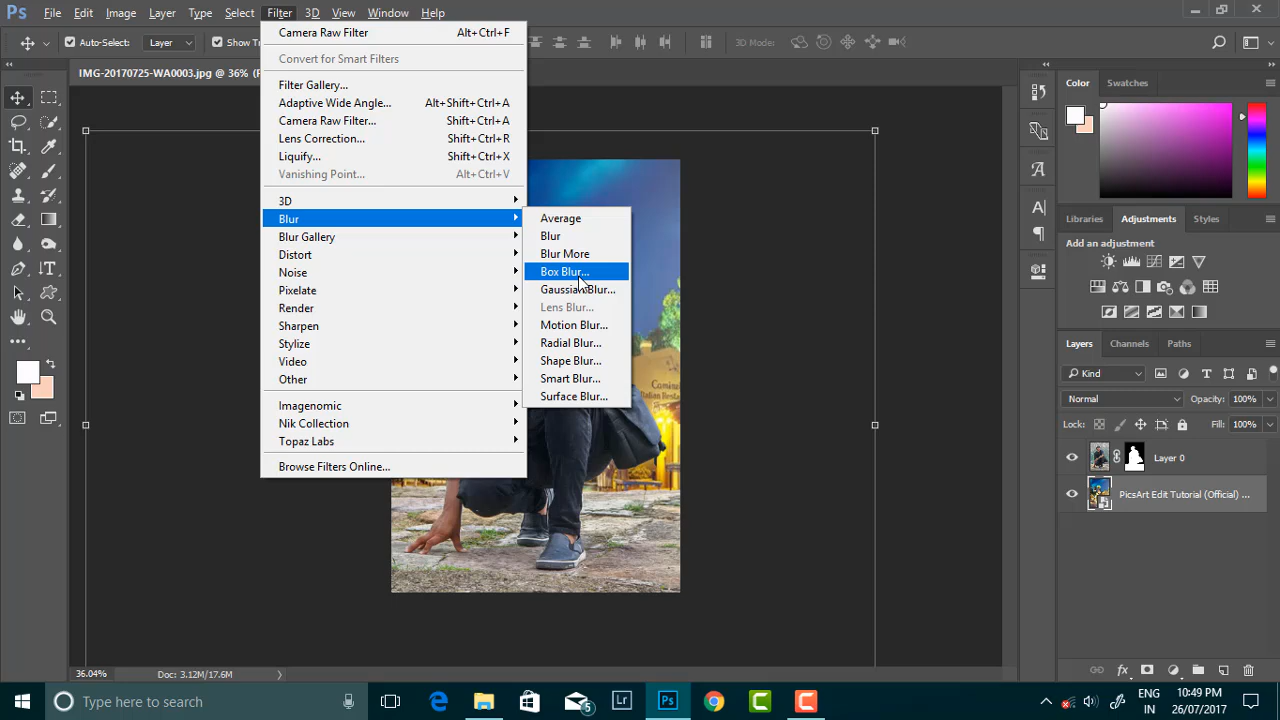 Ps File Edit Image Layer Type Select Filter 3D View Window Help
Auto-Select: Layer Show Tr 3D Mode:
IMG-20170725-WA0003.jpg @ 36% (P
Camera Raw Filter Alt+Ctrl+F
Convert for Smart Filters
Filter Gallery...
Adaptive Wide Angle... Alt+Shift+Ctrl+A
Camera Raw Filter... Shift+Ctrl+A
Lens Correction... Shift+Ctrl+R
Liquify... Shift+Ctrl+X
Vanishing Point... Alt+Ctrl+V
3D
Blur
Blur Gallery
Distort
Noise
Pixelate
Render
Sharpen
Stylize
Video
Other
Imagenomic
Nik Collection
Topaz Labs
Browse Filters Online...
Average
Blur
Blur More
Box Blur...
Gaussian Blur...
Lens Blur...
Motion Blur...
Radial Blur...
Shape Blur...
Smart Blur...
Surface Blur...
Color Swatches
Libraries Adjustments Styles
Add an adjustment
Layers Channels Paths
Kind
Normal Opacity: 100%
Lock: Fill: 100%
Layer 0
PicsArt Edit Tutorial (Official) ...
fx
36.04% Doc: 3.12M/17.6M
Type here to search
5
Lr
Ps
ENG
IN
10:49 PM
26/07/2017